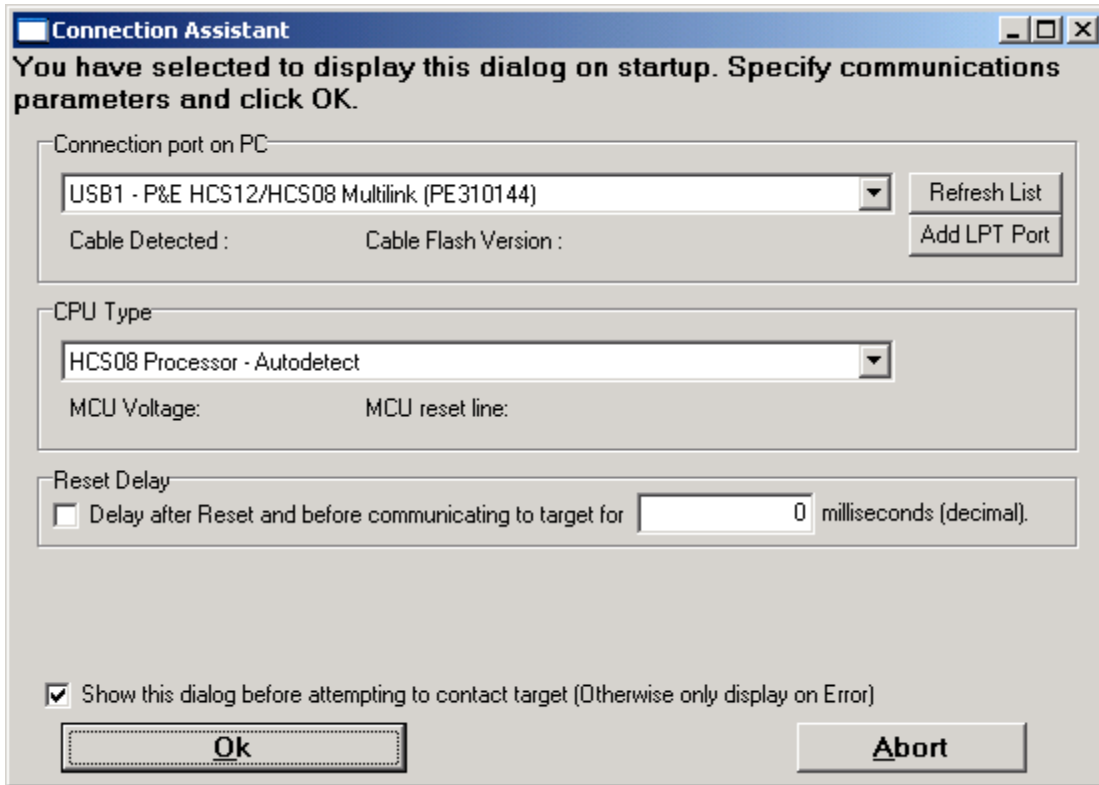 Connection Assistant
You have selected to display this dialog on startup. Specify communications
parameters and click OK.
Connection port on PC
USB1 - P&E HCS12/HCS08 Multilink (PE310144)
Refresh List
Cable Detected :
Cable Flash Version :
Add LPT Port
CPU Type
HCS08 Processor - Autodetect
MCU Voltage:
MCU reset line:
Reset Delay
Delay after Reset and before communicating to target for 0 milliseconds (decimal).
Show this dialog before attempting to contact target (Otherwise only display on Error)
Ok
Abort